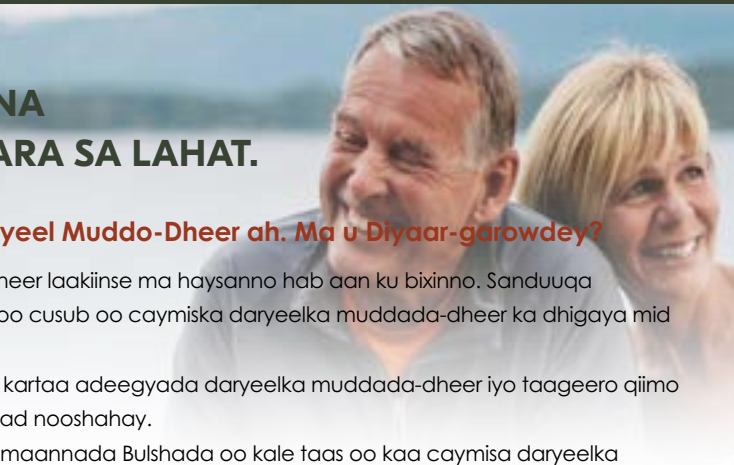 NA
ARA SA LAHAT.
yeel Muddo-Dheer ah. Ma u Diyaar-garowdey?
heer laakiinse ma haysanno hab aan ku bixinno. Sanduuqa
oo cusub oo caymiska daryeelka muddada-dheer ka dhigaya mid
kartaa adeegyada daryeelka muddada-dheer iyo taageero qiimo
ad nooshahay.
maannada Bulshada oo kale taas oo kaa caymisa daryeelka